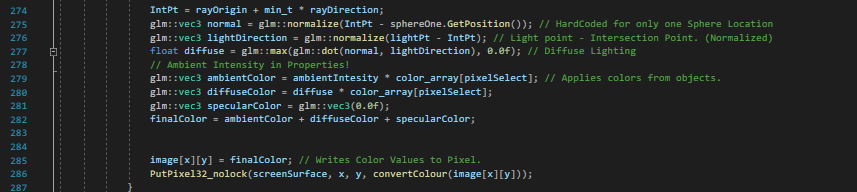 274 IntPt = rayOrigin + min_t * rayDirection;
275 glm::vec3 normal = glm::normalize(IntPt - sphereOne.GetPosition()); // HardCoded for only one Sphere Location
276 glm::vec3 lightDirection = glm::normalize(lightPt - IntPt); // Light point - Intersection Point. (Normalized)
277 float diffuse = glm::max(glm::dot(normal, lightDirection), 0.0f); // Diffuse Lighting
278 // Ambient Intensity in Properties!
279 glm::vec3 ambientColor = ambientIntesity * color_array[pixelSelect]; // Applies colors from objects.
280 glm::vec3 diffuseColor = diffuse * color_array[pixelSelect];
281 glm::vec3 specularColor = glm::vec3(0.0f);
282 finalColor = ambientColor + diffuseColor + specularColor;
283
284
285 image[x][y] = finalColor; // Writes Color Values to Pixel.
286 PutPixel32_nolock(screenSurface, x, y, convertColour(image[x][y]));
287 }